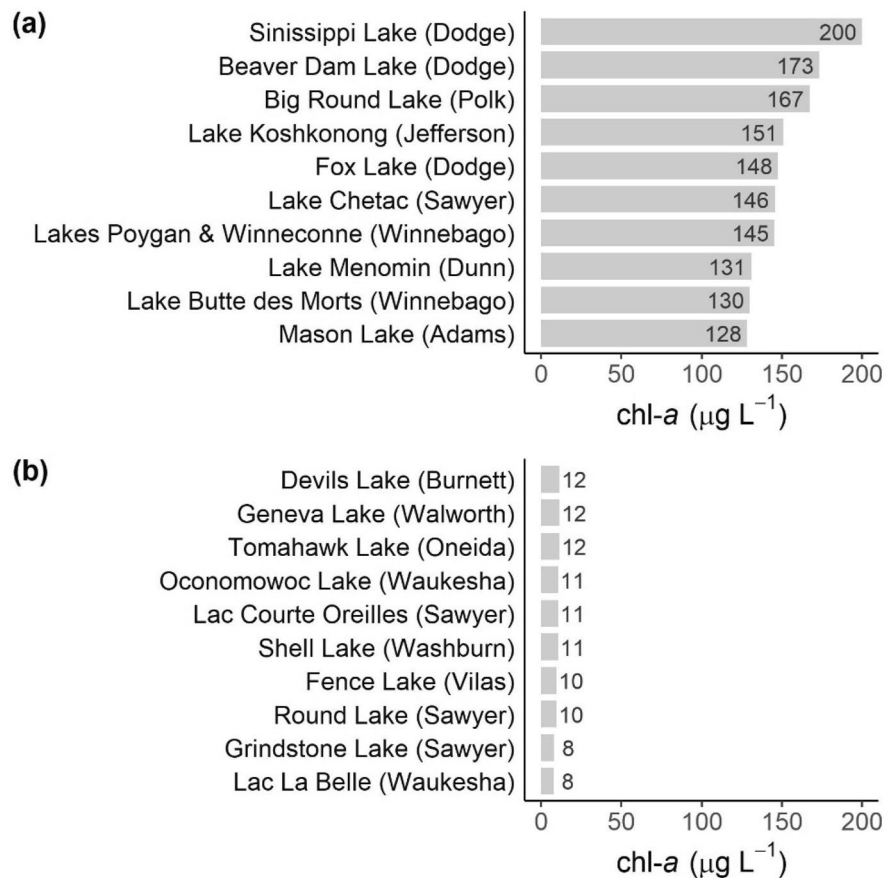 (a)
Sinissippi Lake (Dodge) 200
Beaver Dam Lake (Dodge) 173
Big Round Lake (Polk) 167
Lake Koshkonong (Jefferson) 151
Fox Lake (Dodge) 148
Lake Chetac (Sawyer) 146
Lakes Poygan & Winneconne (Winnebago) 145
Lake Menomin (Dunn) 131
Lake Butte des Morts (Winnebago) 130
Mason Lake (Adams) 128
0 50 100 150 200
chl-a (μg L⁻¹)
(b)
Devils Lake (Burnett) 12
Geneva Lake (Walworth) 12
Tomahawk Lake (Oneida) 12
Oconomowoc Lake (Waukesha) 11
Lac Courte Oreilles (Sawyer) 11
Shell Lake (Washburn) 11
Fence Lake (Vilas) 10
Round Lake (Sawyer) 10
Grindstone Lake (Sawyer) 8
Lac La Belle (Waukesha) 8
0 50 100 150 200
chl-a (μg L⁻¹)